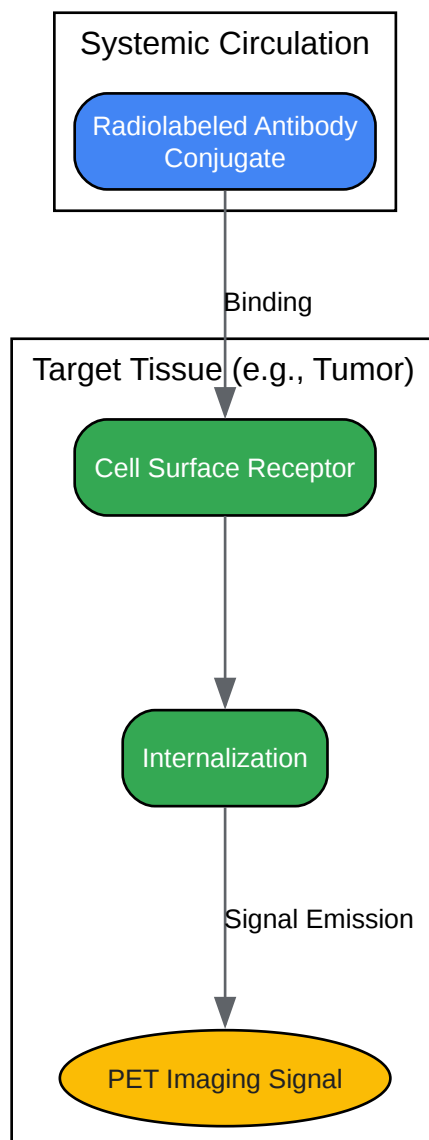 Systemic Circulation
Radiolabeled Antibody
Conjugate
Binding
Target Tissue (e.g., Tumor)
Cell Surface Receptor
Internalization
Signal Emission
PET Imaging Signal